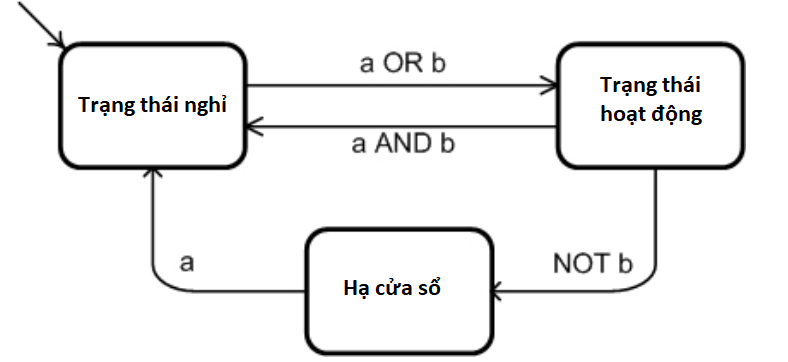 a OR b
Trạng thái nghỉ
Trạng thái
hoạt động
a AND b
a
NOT b
Hạ cửa sổ